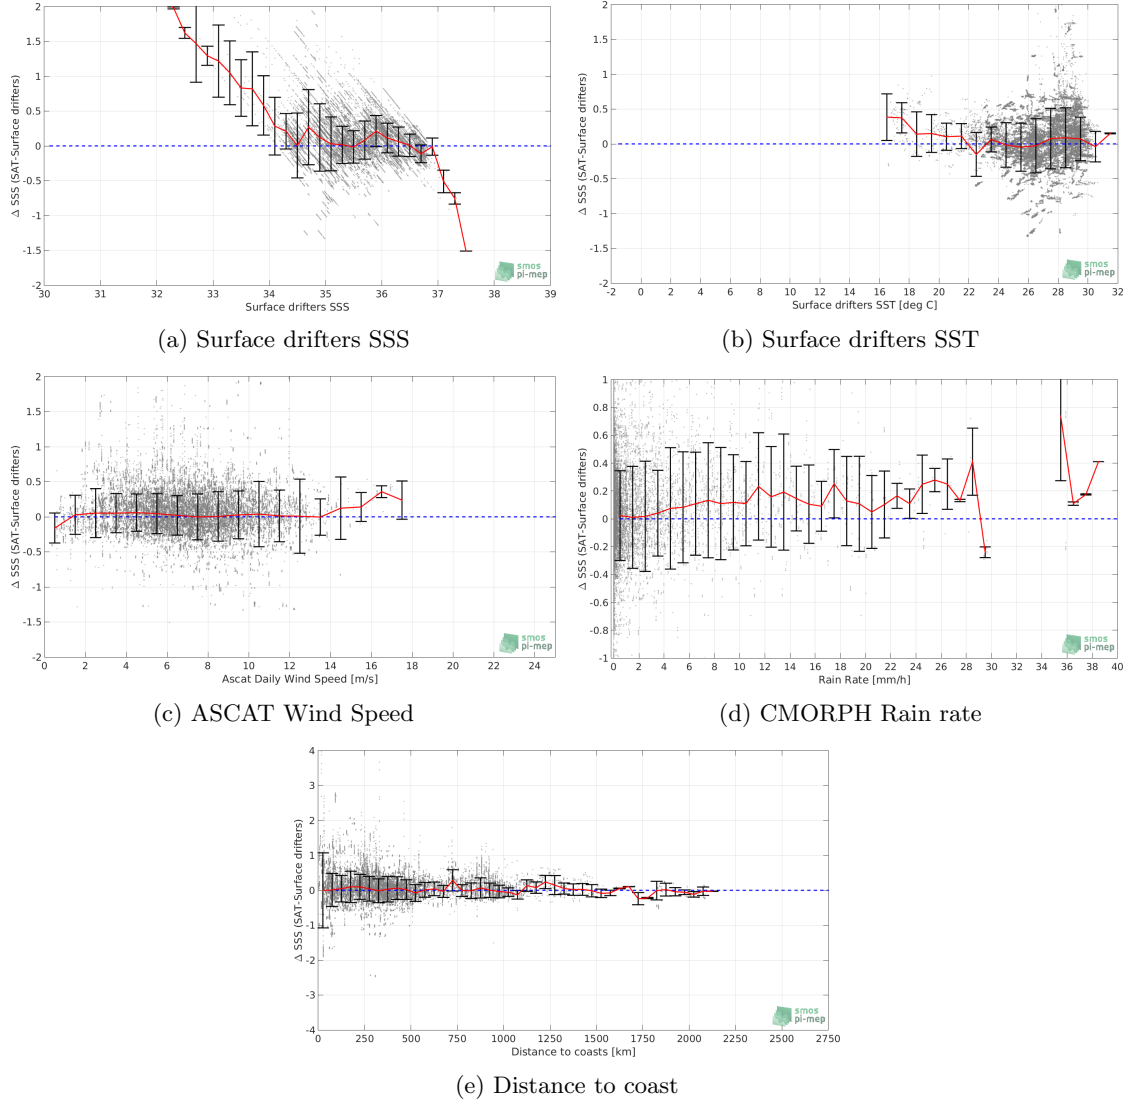 2
1.5
1
0.5
0
-0.5
-1
-1.5
-2
Δ SSS (SAT-Surface drifters)
30 31 32 33 34 35 36 37 38 39
Surface drifters SSS
smos
pi-mep
(a) Surface drifters SSS
2
1.5
1
0.5
0
-0.5
-1
-1.5
-2
Δ SSS (SAT-Surface drifters)
-2 0 2 4 6 8 10 12 14 16 18 20 22 24 26 28 30 32
Surface drifters SST [deg C]
smos
pi-mep
(b) Surface drifters SST
2
1.5
1
0.5
0
-0.5
-1
-1.5
-2
Δ SSS (SAT-Surface drifters)
0 2 4 6 8 10 12 14 16 18 20 22 24
Ascat Daily Wind Speed [m/s]
smos
pi-mep
(c) ASCAT Wind Speed
1
0.8
0.6
0.4
0.2
0
-0.2
-0.4
-0.6
-0.8
-1
Δ SSS (SAT-Surface drifters)
0 2 4 6 8 10 12 14 16 18 20 22 24 26 28 30 32 34 36 38 40
Rain Rate [mm/h]
smos
pi-mep
(d) CMORPH Rain rate
4
3
2
1
0
-1
-2
-3
-4
Δ SSS (SAT-Surface drifters)
0 250 500 750 1000 1250 1500 1750 2000 2250 2500 2750
Distance to coasts [km]
smos
pi-mep
(e) Distance to coast